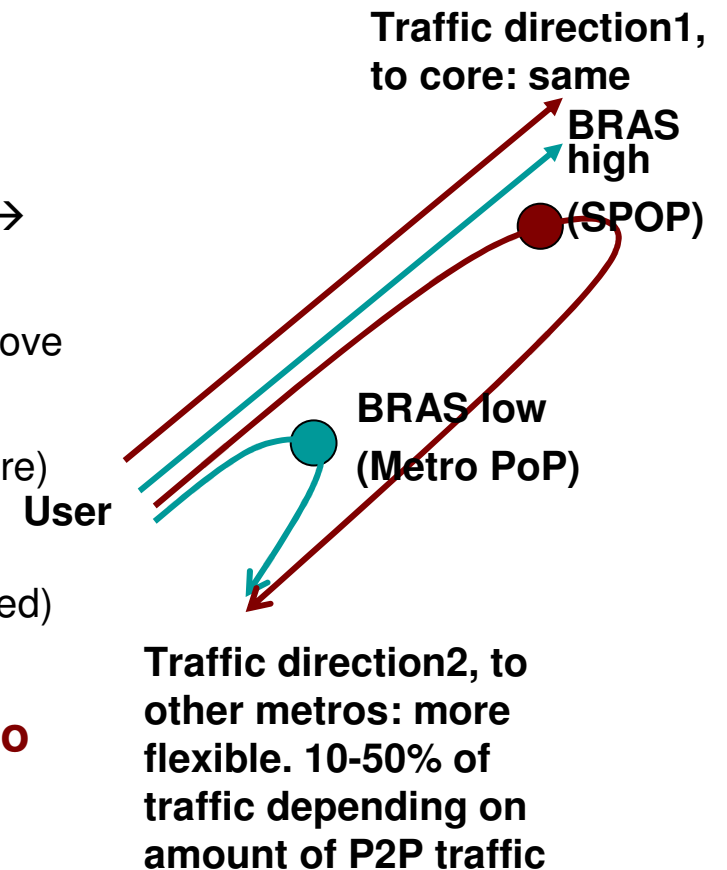 Traffic direction1,
to core: same
BRAS
high
(SPOP)
→
ove
BRAS low
(Metro PoP)
re)
User
ed)
Traffic direction2, to
other metros: more
flexible. 10-50% of
traffic depending on
amount of P2P traffic
o